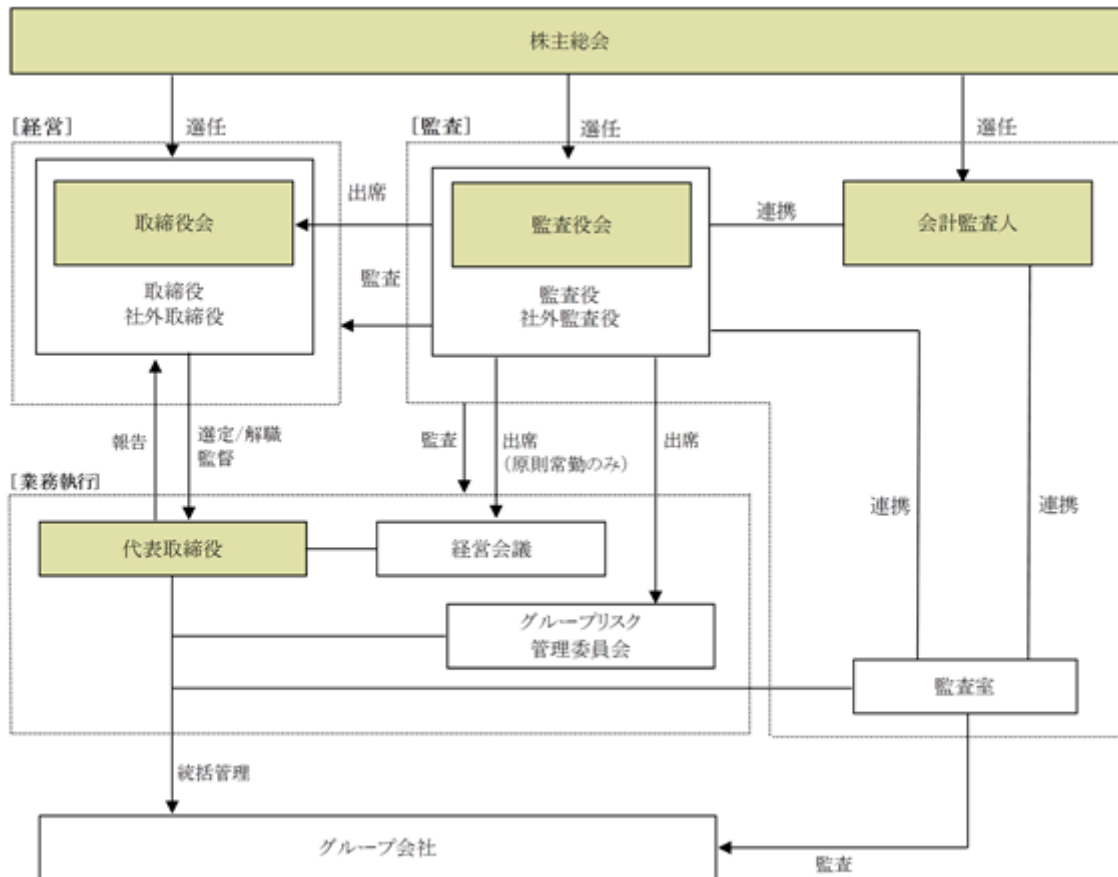 株主総会
選任
選任
選任
[経営]
[監査]
取締役会
取締役
社外取締役
出席
監査
監査役会
監査役
社外監査役
連携
会計監査人
報告
選定/解職
監督
監査
出席
(原則常勤のみ)
出席
連携
連携
[業務執行]
代表取締役
経営会議
グループリスク
管理委員会
監査室
統括管理
グループ会社
監査